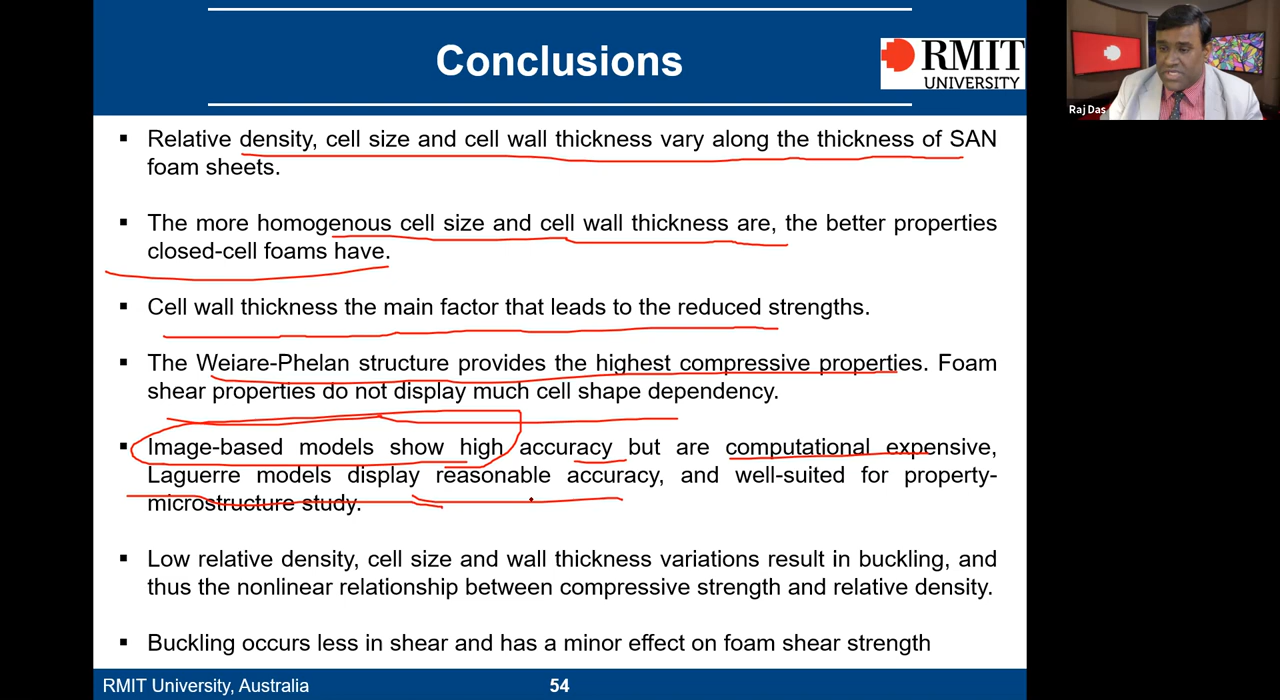 Conclusions
RMIT
UNIVERSITY
Raj Das
▪ Relative density, cell size and cell wall thickness vary along the thickness of SAN
foam sheets.
▪ The more homogenous cell size and cell wall thickness are, the better properties
closed-cell foams have.
▪ Cell wall thickness the main factor that leads to the reduced strengths.
▪ The Weiare-Phelan structure provides the highest compressive properties. Foam
shear properties do not display much cell shape dependency.
▪ Image-based models show high accuracy but are computational expensive,
Laguerre models display reasonable accuracy, and well-suited for property-
microstructure study.
▪ Low relative density, cell size and wall thickness variations result in buckling, and
thus the nonlinear relationship between compressive strength and relative density.
▪ Buckling occurs less in shear and has a minor effect on foam shear strength
RMIT University, Australia
54